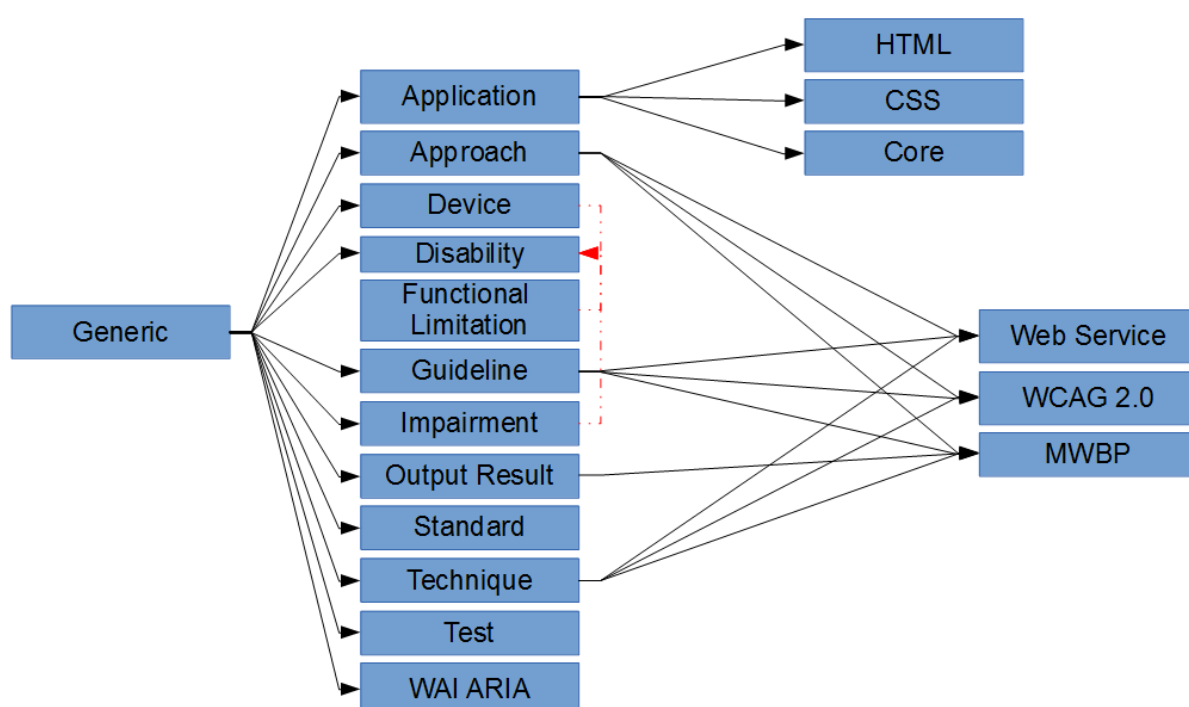 Generic
Application
Approach
Device
Disability
Functional
Limitation
Guideline
Impairment
Output Result
Standard
Technique
Test
WAI ARIA
HTML
CSS
Core
Web Service
WCAG 2.0
MWBP